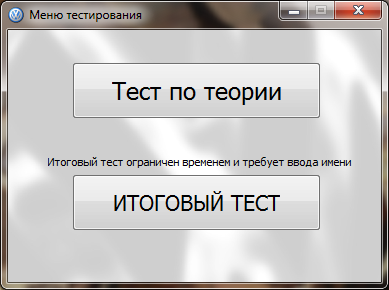 Меню тестирования
Тест по теории
Итоговый тест ограничен временем и требует ввода имени
ИТОГОВЫЙ ТЕСТ